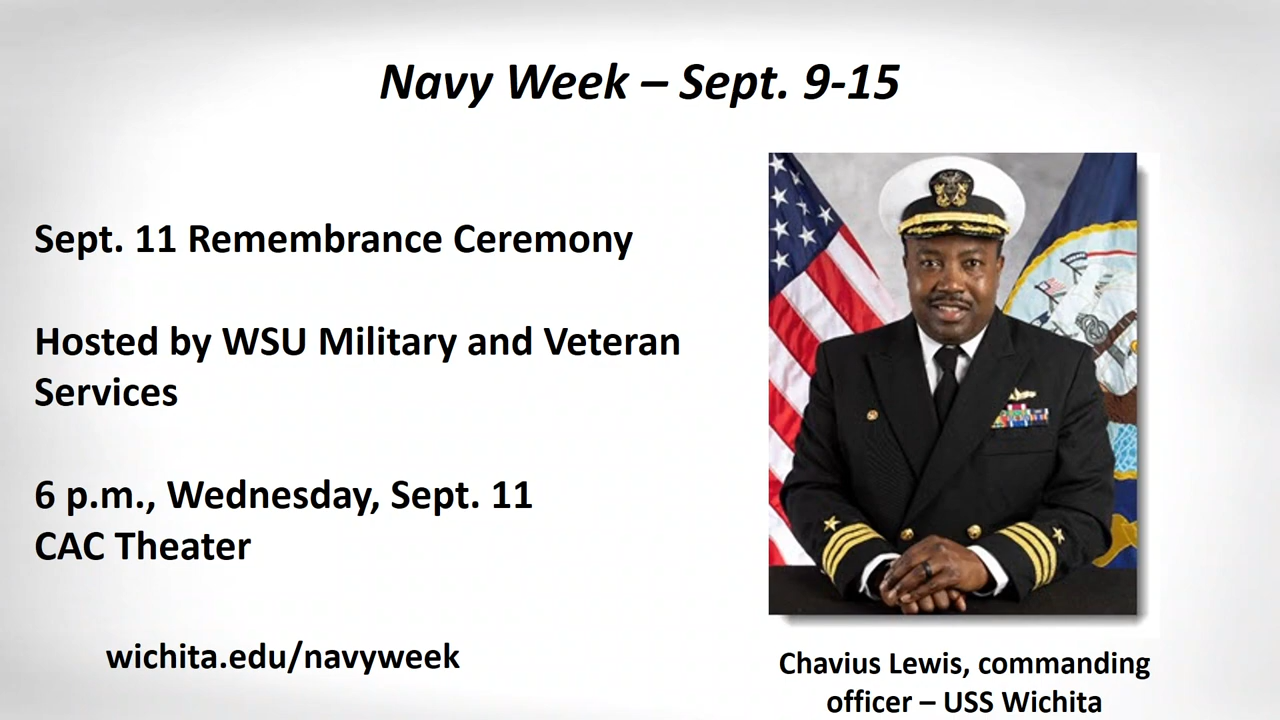 Navy Week – Sept. 9-15
Sept. 11 Remembrance Ceremony
Hosted by WSU Military and Veteran
Services
6 p.m., Wednesday, Sept. 11
CAC Theater
wichita.edu/navyweek
Chavius Lewis, commanding
officer – USS Wichita